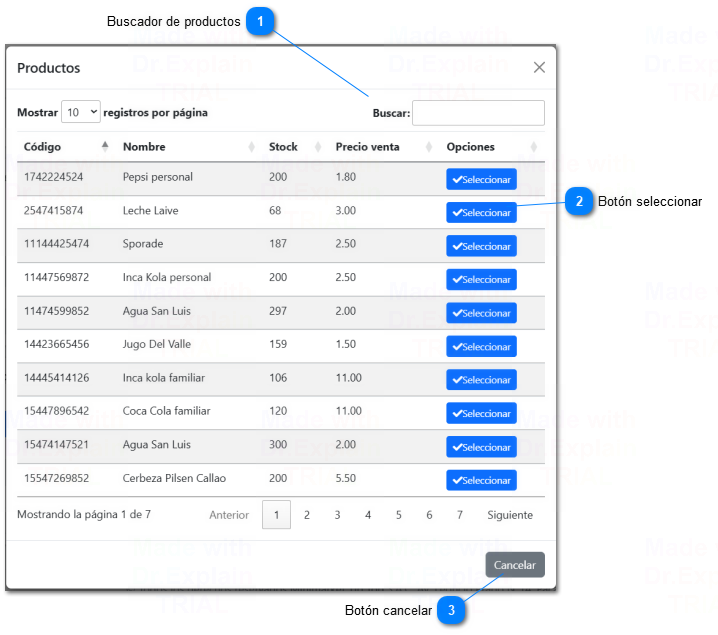 Buscador de productos 1
Productos
Mostrar 10 registros por página Buscar:
Código Nombre Stock Precio venta Opciones
1742224524 Pepsi personal 200 1.80 Seleccionar
2547415874 Leche Laive 68 3.00 Seleccionar
2 Botón seleccionar
11144425474 Sporade 187 2.50 Seleccionar
11447569872 Inca Kola personal 200 2.50 Seleccionar
11474599852 Agua San Luis 297 2.00 Seleccionar
14423665456 Jugo Del Valle 159 1.50 Seleccionar
14445414126 Inca kola familiar 106 11.00 Seleccionar
15447896542 Coca Cola familiar 120 11.00 Seleccionar
15474147521 Agua San Luis 300 2.00 Seleccionar
15547269852 Cerbeza Pilsen Callao 200 5.50 Seleccionar
Mostrando la página 1 de 7 Anterior 1 2 3 4 5 6 7 Siguiente
Cancelar
Botón cancelar 3
Made with
Dr.Explain
TRIAL